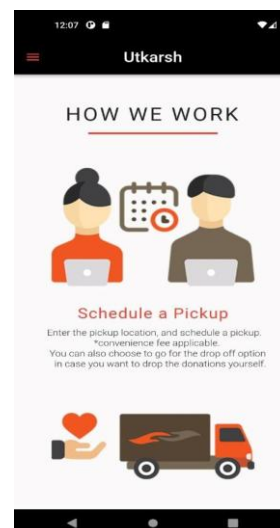 12:07
Utkarsh
HOW WE WORK
Schedule a Pickup
Enter the pickup location, and schedule a pickup.
*convenience fee applicable.
You can also choose to go for the drop off option
in case you want to drop the donations yourself.